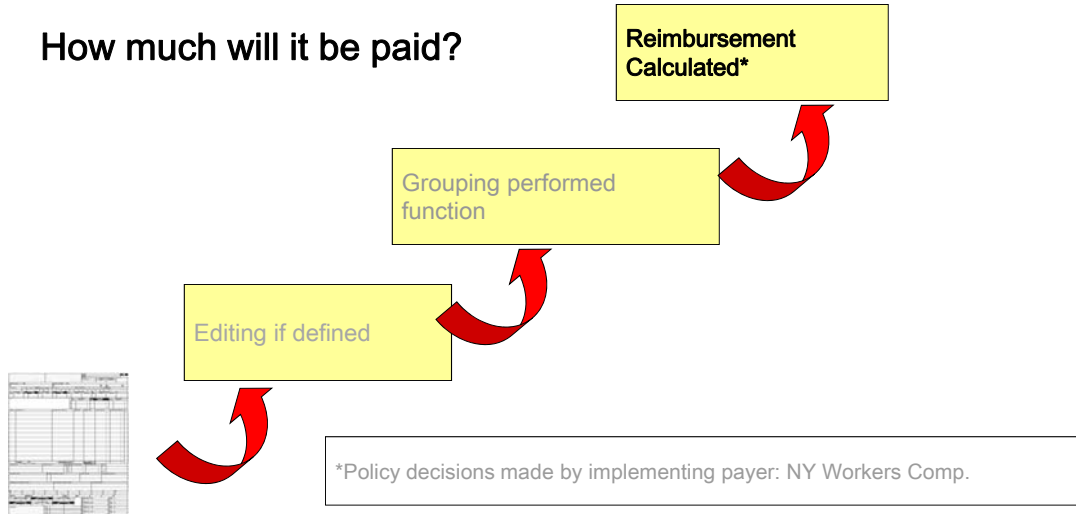 How much will it be paid?
Reimbursement
Calculated*
Grouping performed
function
Editing if defined
*Policy decisions made by implementing payer: NY Workers Comp.